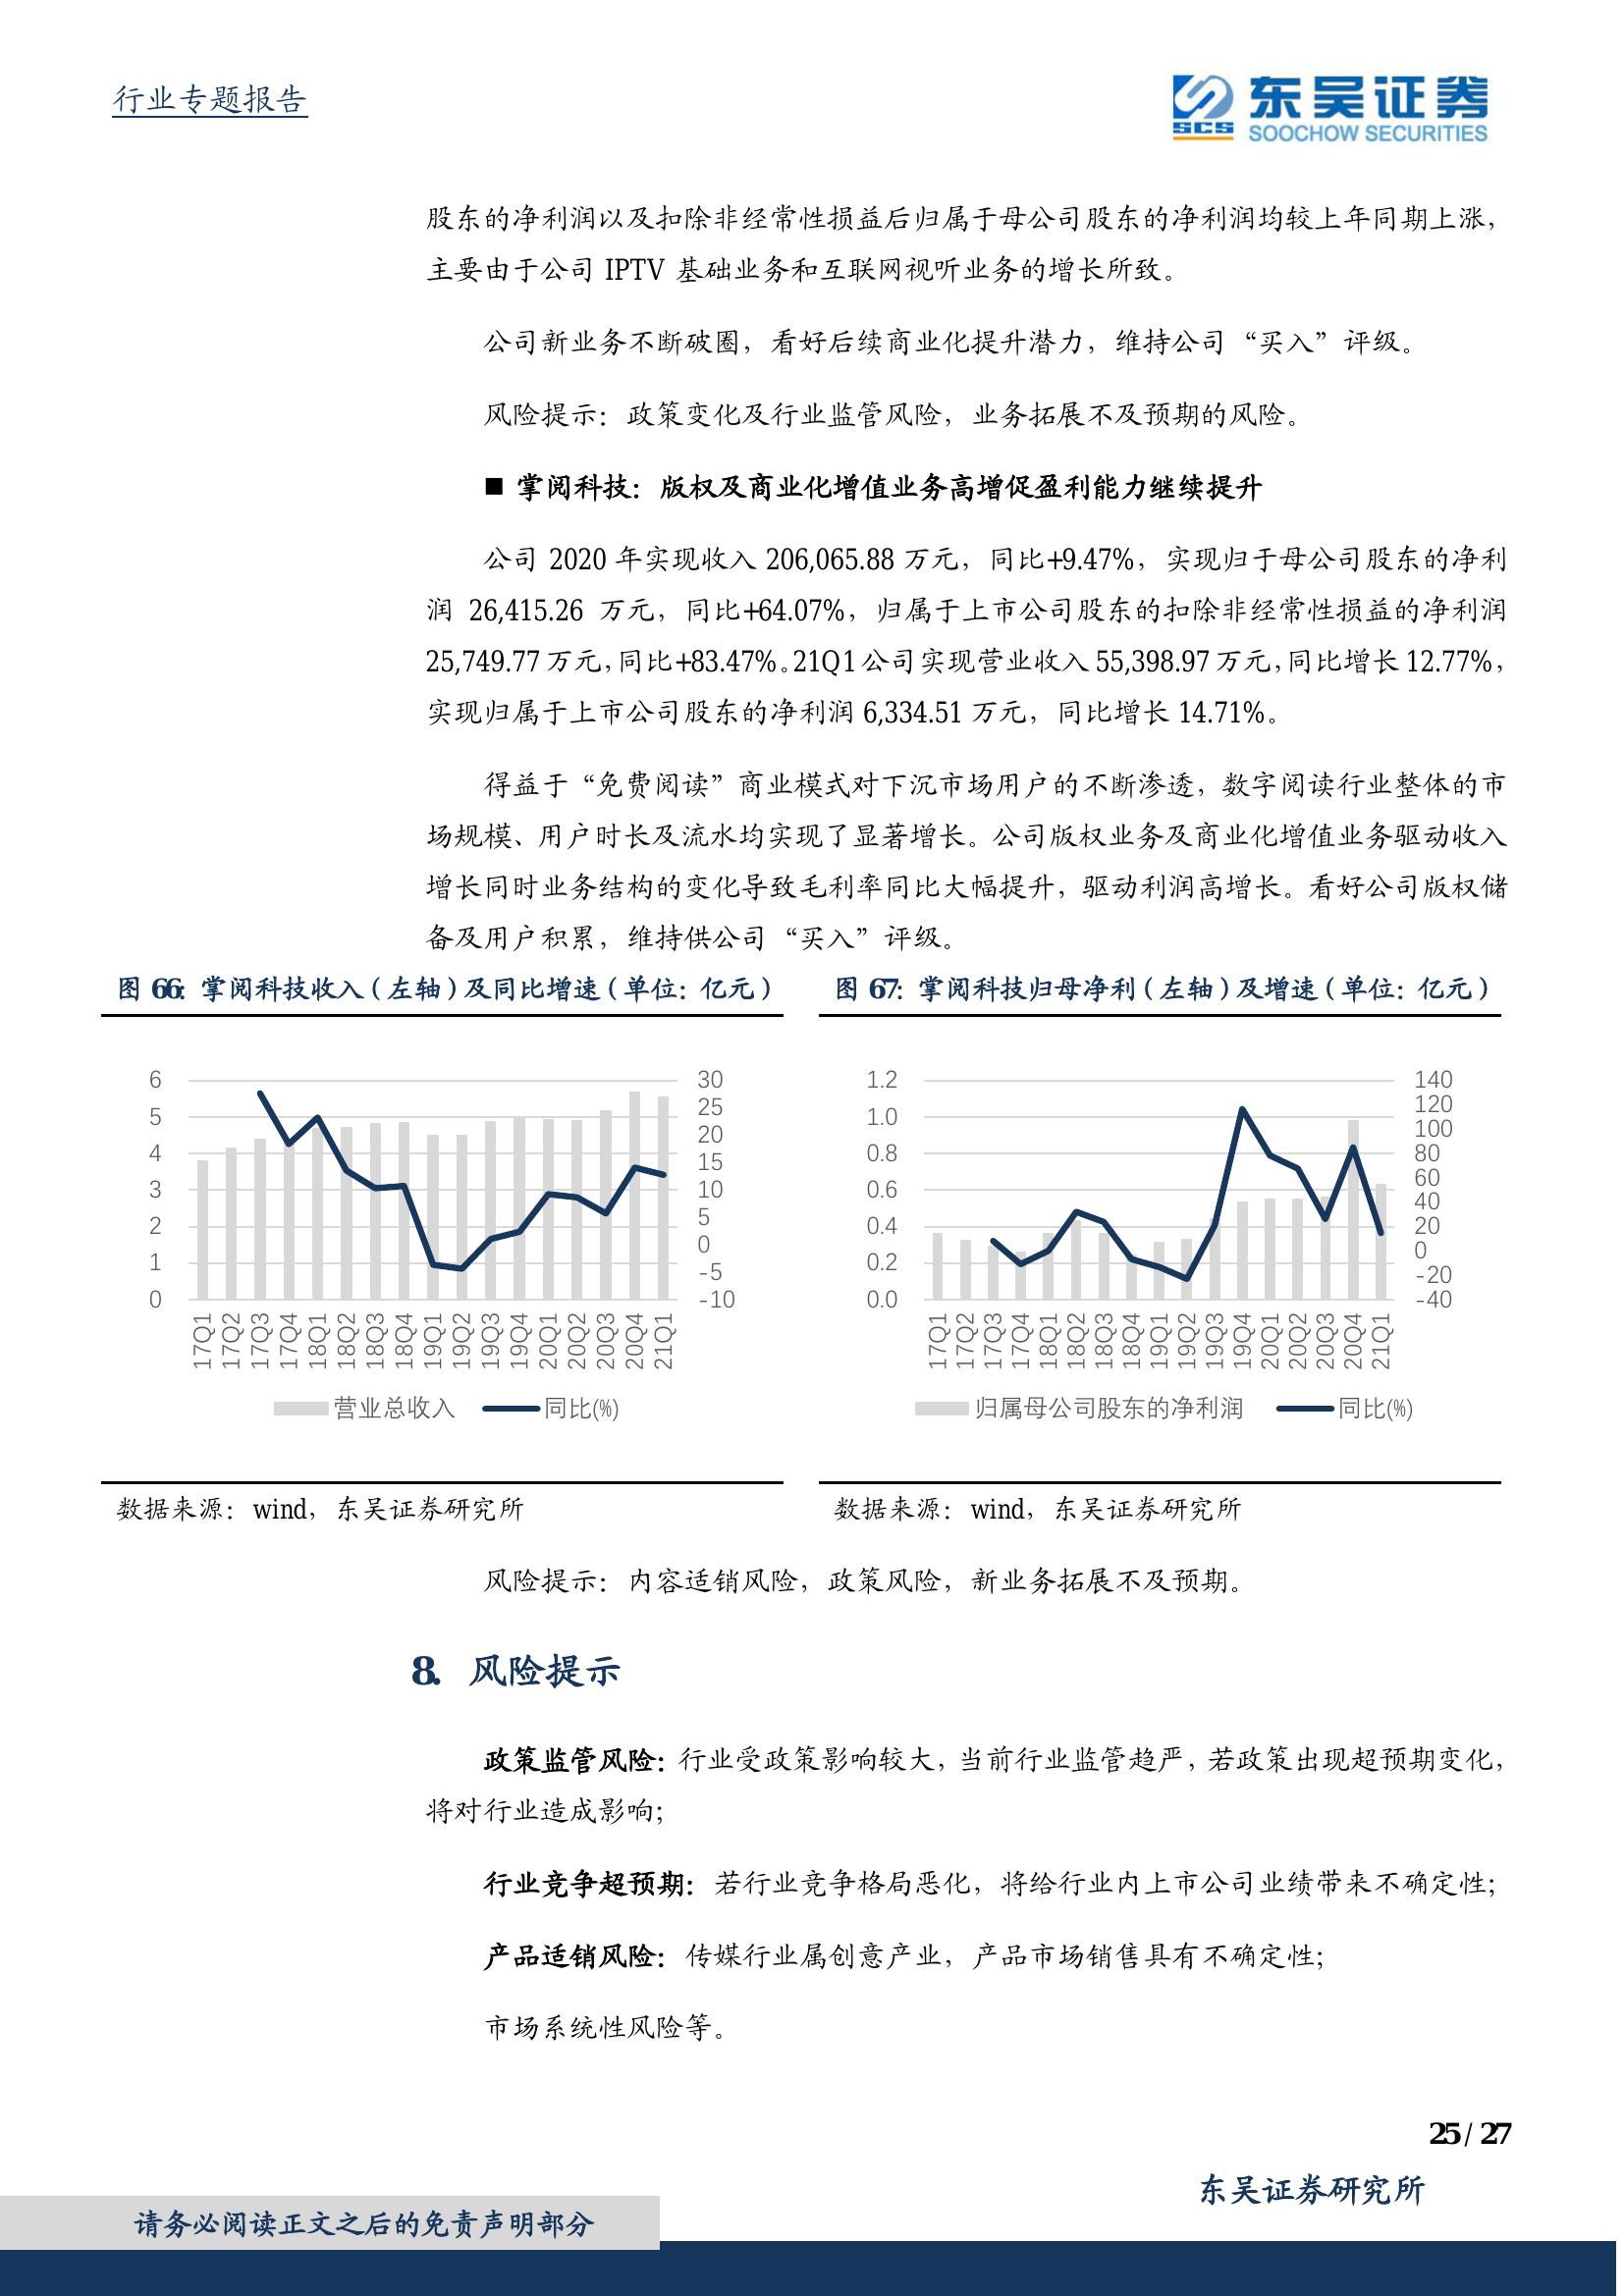 行业专题报告
SCS
东吴证券
SOOCHOW SECURITIES
股东的净利润以及扣除非经常性损益后归属于母公司股东的净利润均较上年同期上涨，
主要由于公司 IPTV 基础业务和互联网视听业务的增长所致。
公司新业务不断破圈，看好后续商业化提升潜力，维持公司“买入”评级。
风险提示：政策变化及行业监管风险，业务拓展不及预期的风险。
■ 掌阅科技：版权及商业化增值业务高增促盈利能力继续提升
公司 2020 年实现收入 206,065.88 万元，同比+9.47%，实现归于母公司股东的净利
润 26,415.26 万元，同比+64.07%，归属于上市公司股东的扣除非经常性损益的净利润
25,749.77 万元，同比+83.47%。21Q1 公司实现营业收入 55,398.97 万元，同比增长 12.77%，
实现归属于上市公司股东的净利润 6,334.51 万元，同比增长 14.71%。
得益于“免费阅读”商业模式对下沉市场用户的不断渗透，数字阅读行业整体的市
场规模、用户时长及流水均实现了显著增长。公司版权业务及商业化增值业务驱动收入
增长同时业务结构的变化导致毛利率同比大幅提升，驱动利润高增长。看好公司版权储
备及用户积累，维持供公司“买入”评级。
图 66：掌阅科技收入（左轴）及同比增速（单位：亿元）
6 30
5 25
4 20
3 15
2 10
1 5
0 0
-5
-10
17Q1 17Q2 17Q3 17Q4 18Q1 18Q2 18Q3 18Q4 19Q1 19Q2 19Q3 19Q4 20Q1 20Q2 20Q3 20Q4 21Q1
营业总收入 同比(%)
数据来源：wind，东吴证券研究所
图 67：掌阅科技归母净利（左轴）及增速（单位：亿元）
1.2 140
1.0 120
0.8 100
0.6 80
0.4 60
0.2 40
0.0 20
0
-20
-40
17Q1 17Q2 17Q3 17Q4 18Q1 18Q2 18Q3 18Q4 19Q1 19Q2 19Q3 19Q4 20Q1 20Q2 20Q3 20Q4 21Q1
归属母公司股东的净利润 同比(%)
数据来源：wind，东吴证券研究所
风险提示：内容适销风险，政策风险，新业务拓展不及预期。
8. 风险提示
政策监管风险：行业受政策影响较大，当前行业监管趋严，若政策出现超预期变化，
将对行业造成影响；
行业竞争超预期：若行业竞争格局恶化，将给行业内上市公司业绩带来不确定性；
产品适销风险：传媒行业属创意产业，产品市场销售具有不确定性；
市场系统性风险等。
25 / 27
东吴证券研究所
请务必阅读正文之后的免责声明部分